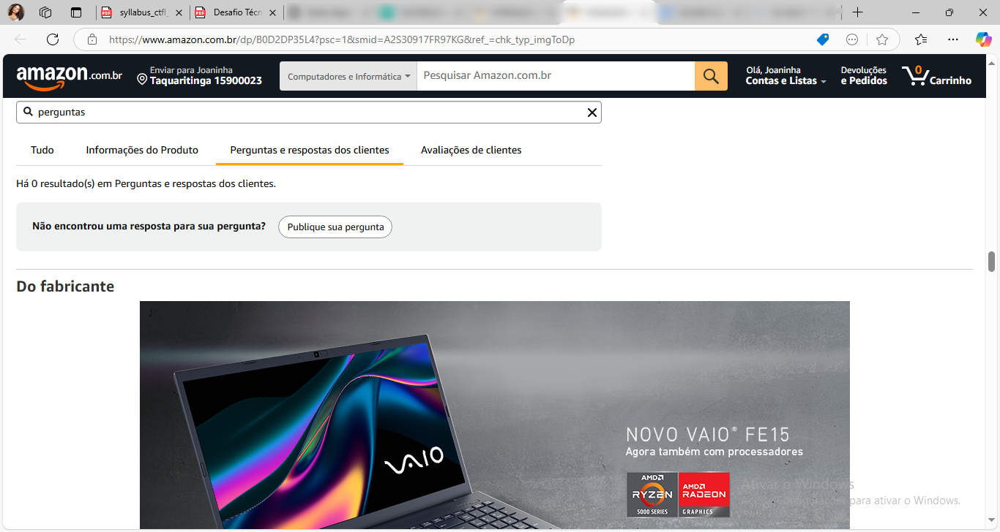 syllabus_ctfl_
Desafio Técn
https://www.amazon.com.br/dp/B0D2DP35L4?psc=1&smid=A2S30917FR97KG&ref_=chk_typ_imgToDp
amazon.com.br
Enviar para Joaninha
Taquaritinga 15900023
Computadores e Informática
Pesquisar Amazon.com.br
Olá, Joaninha
Contas e Listas
Devoluções
e Pedidos
0
Carrinho
perguntas
Tudo
Informações do Produto
Perguntas e respostas dos clientes
Avaliações de clientes
Há 0 resultado(s) em Perguntas e respostas dos clientes.
Não encontrou uma resposta para sua pergunta?
Publique sua pergunta
Do fabricante
VAIO
NOVO VAIO® FE15
Agora também com processadores
AMD
RYZEN
5000 SERIES
AMD
RADEON
GRAPHICS
Ativar o Windows
para ativar o Windows.